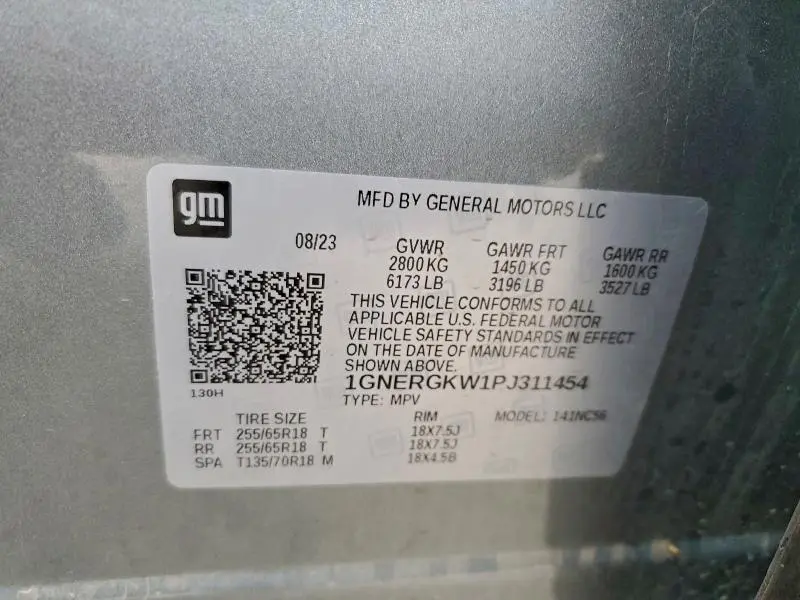 gm
MFD BY GENERAL MOTORS LLC
08/23 GVWR GAWR FRT GAWR RR
2800 KG 1450 KG 1600 KG
6173 LB 3196 LB 3527 LB
THIS VEHICLE CONFORMS TO ALL
APPLICABLE U.S. FEDERAL MOTOR
VEHICLE SAFETY STANDARDS IN EFFECT
ON THE DATE OF MANUFACTURE
SHOWN ABOVE.
130H
1GNERGKW1PJ311454
TYPE: MPV
TIRE SIZE RIM MODEL: 141NC56
FRT 255/65R18 T 18X7.5J
RR 255/65R18 T 18X7.5J
SPA T135/70R18 M 18X4.5B